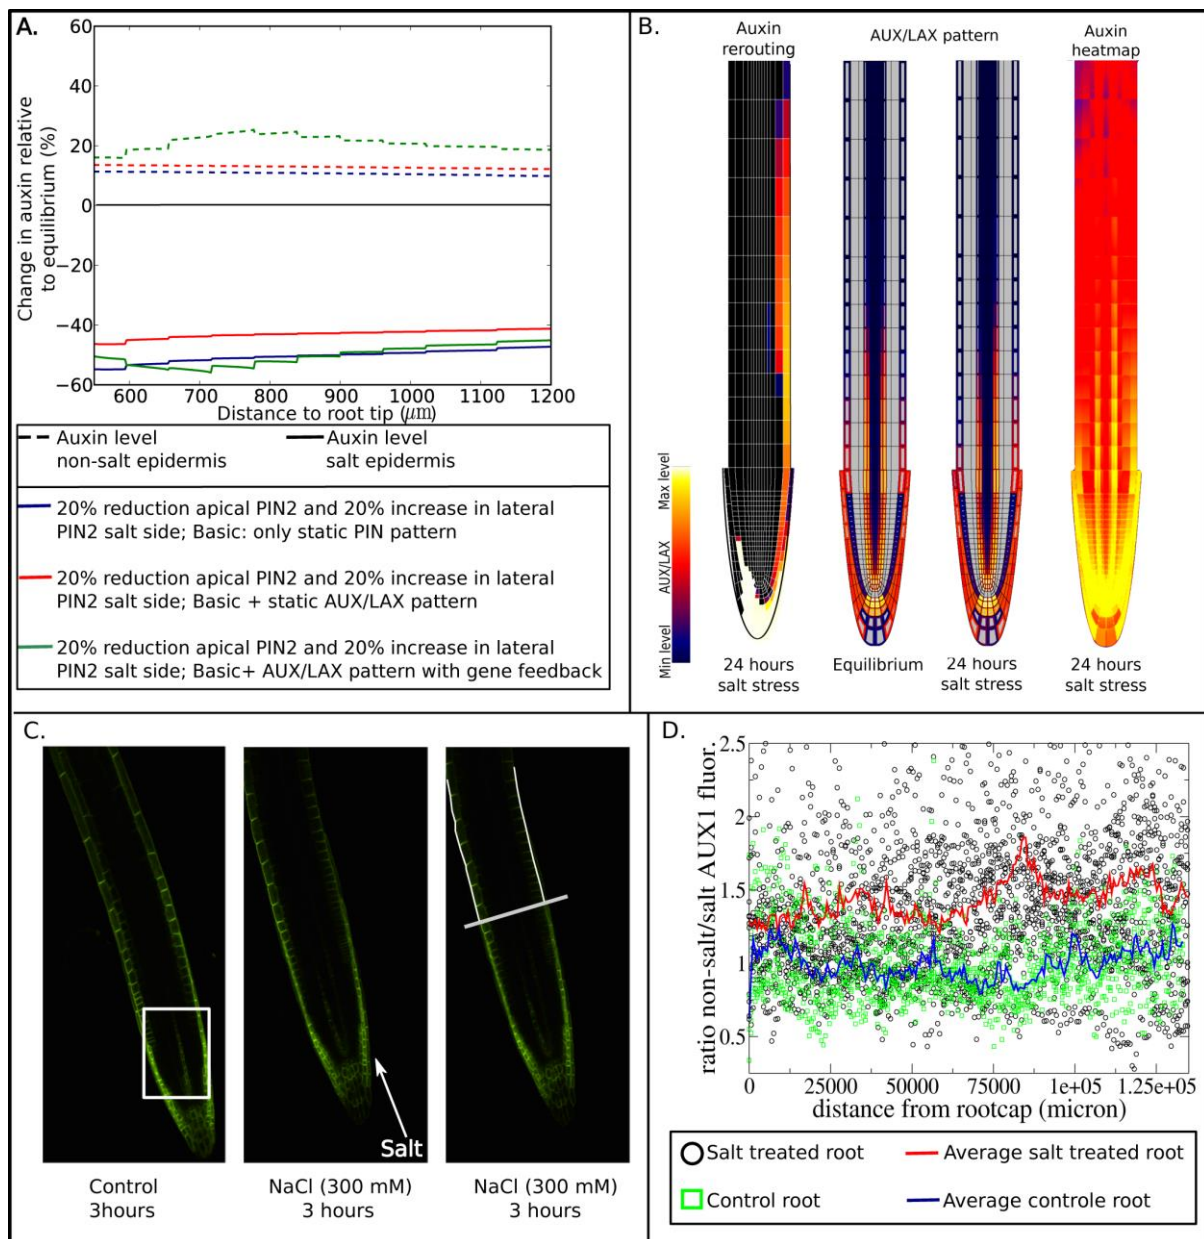 A.
60
40
20
0
−20
−40
−60
Change in auxin relative
to equilibrium (%)
600 700 800 900 1000 1100 1200
Distance to root tip (μm)
Auxin level
non-salt epidermis
Auxin level
salt epidermis
20% reduction apical PIN2 and 20% increase in lateral
PIN2 salt side; Basic: only static PIN pattern
20% reduction apical PIN2 and 20% increase in lateral
PIN2 salt side; Basic + static AUX/LAX pattern
20% reduction apical PIN2 and 20% increase in lateral
PIN2 salt side; Basic+ AUX/LAX pattern with gene feedback
B.
Auxin
rerouting
AUX/LAX pattern
Auxin
heatmap
Max level
AUX/LAX
Min level
24 hours
salt stress
Equilibrium
24 hours
salt stress
24 hours
salt stress
C.
Salt
Control
3hours
NaCl (300 mM)
3 hours
NaCl (300 mM)
3 hours
D.
2.5
2
1.5
1
0.5
ratio non-salt/salt AUX1 fluor.
0 25000 50000 75000 1e+05 1.25e+05
distance from rootcap (micron)
Salt treated root
Average salt treated root
Control root
Average controle root